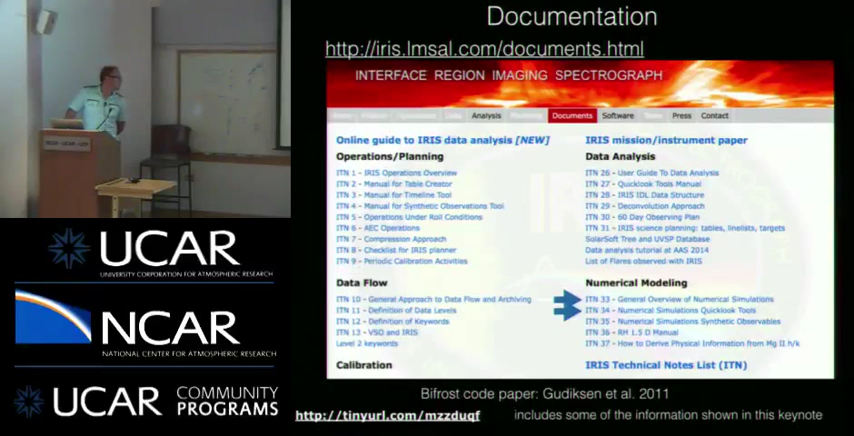 Documentation
http://iris.lmsal.com/documents.html
INTERFACE REGION IMAGING SPECTROGRAPH
Analysis Documents Software Press Contact
Online guide to IRIS data analysis [NEW]
Operations/Planning
ITN 1 - IRIS Operations Overview
ITN 2 - Manual for Table Creator
ITN 3 - Manual for Timeline Tool
ITN 4 - Manual for Synthetic Observations Tool
ITN 5 - Operations Under Roll Conditions
ITN 6 - AEC Operations
ITN 7 - Compression Approach
ITN 8 - Checklist for IRIS planner
ITN 9 - Periodic Calibration Activities
Data Flow
ITN 10 - General Approach to Data Flow and Archiving
ITN 11 - Definition of Data Levels
ITN 12 - Definition of Keywords
ITN 13 - VSO and IRIS
Level 2 keywords
Calibration
IRIS mission/instrument paper
Data Analysis
ITN 26 - User Guide To Data Analysis
ITN 27 - Quicklook Tools Manual
ITN 28 - IRIS IDL Data Structure
ITN 29 - Deconvolution Approach
ITN 30 - 60 Day Observing Plan
ITN 31 - IRIS science planning: tables, linelists, targets
SolarSoft Tree and UVSP Database
Data analysis tutorial at AAS 2014
List of Flares observed with IRIS
Numerical Modeling
ITN 33 - General Overview of Numerical Simulations
ITN 34 - Numerical Simulations Quicklook Tools
ITN 35 - Numerical Simulations Synthetic Observables
ITN 36 - RH 1.5 D Manual
ITN 37 - How to Derive Physical Information from Mg II h/k
IRIS Technical Notes List (ITN)
Bifrost code paper: Gudiksen et al. 2011
http://tinyurl.com/mzzduqf includes some of the information shown in this keynote
UCAR
UNIVERSITY CORPORATION FOR ATMOSPHERIC RESEARCH
NCAR
NATIONAL CENTER FOR ATMOSPHERIC RESEARCH
UCAR COMMUNITY
PROGRAMS